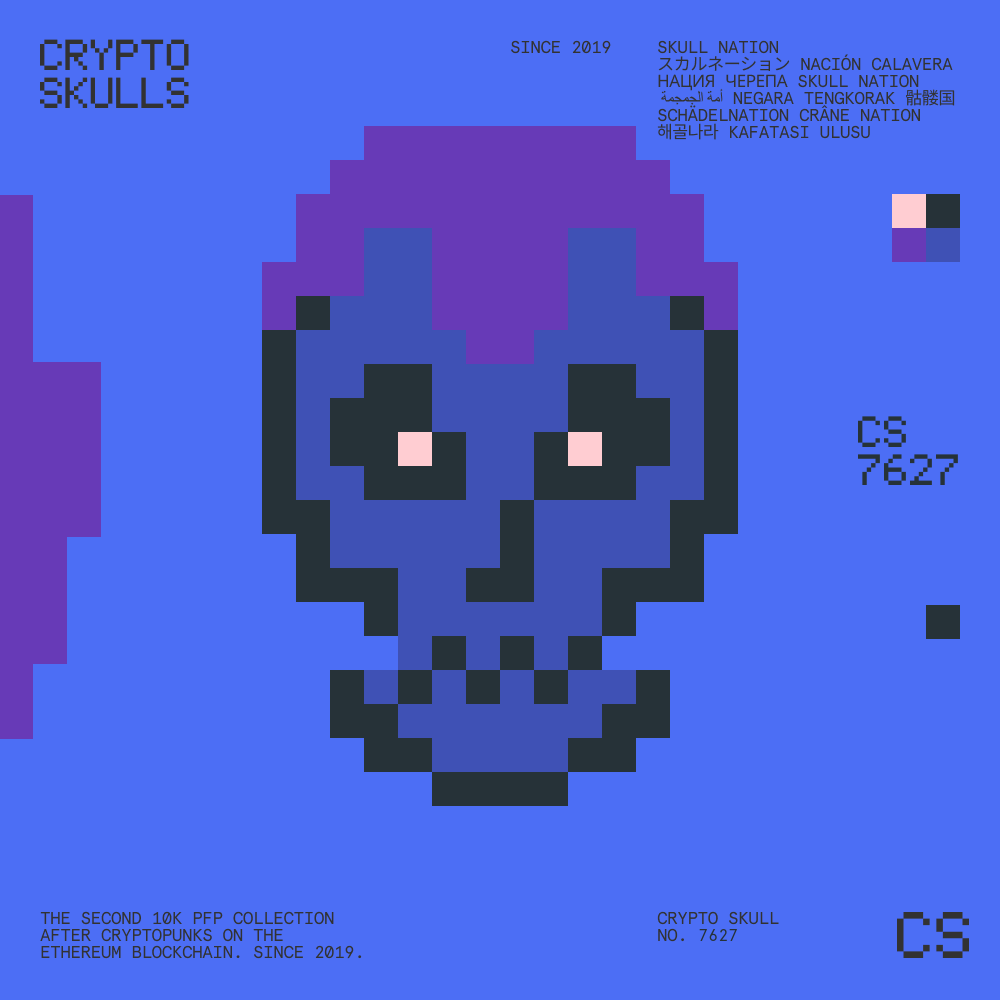 CRYPTO
SKULLS
SINCE 2019
SKULL NATION
スカルネーション NACIÓN CALAVERA
НАЦИЯ ЧЕРЕПА SKULL NATION
أمة الجمجمة NEGARA TENGKORAK 骷髅国
SCHÄDELNATION CRÂNE NATION
해골나라 KAFATASI ULUSU
CS
7627
THE SECOND 10K PFP COLLECTION
AFTER CRYPTOPUNKS ON THE
ETHEREUM BLOCKCHAIN. SINCE 2019.
CRYPTO SKULL
NO. 7627
CS